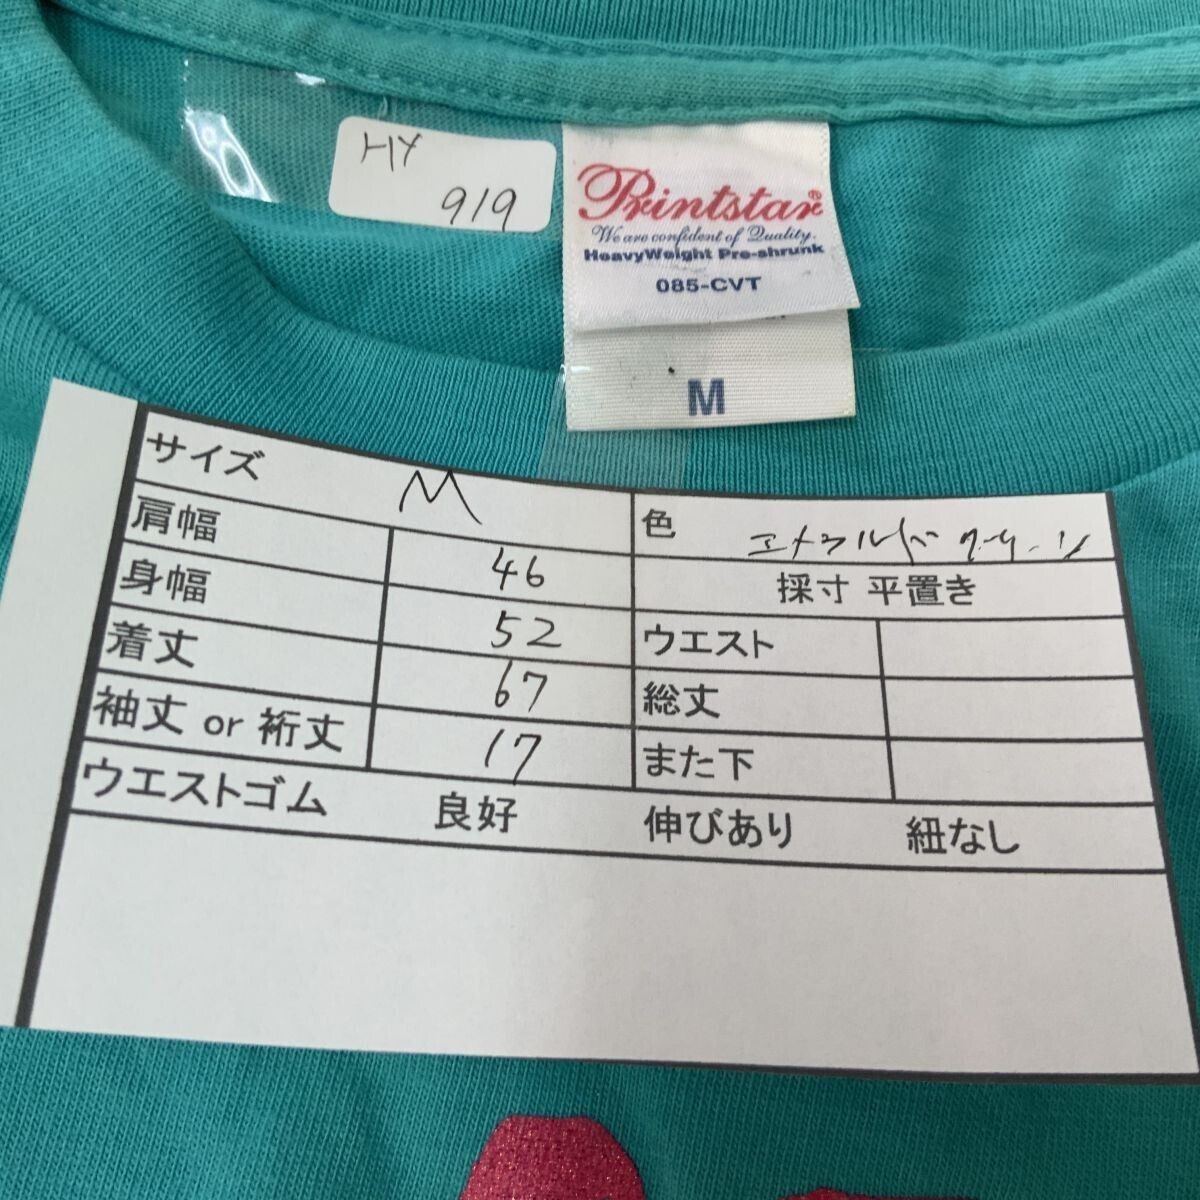 HY
919
Printstar®
We are confident of Quality.
HeavyWeight Pre-shrunk
085-CVT
M
サイズ M
色 エメラルドグリーン
肩幅 46
採寸 平置き
身幅 52
ウエスト
着丈 67
総丈
袖丈 or 裄丈 17
また下
ウエストゴム 良好 伸びあり 紐なし